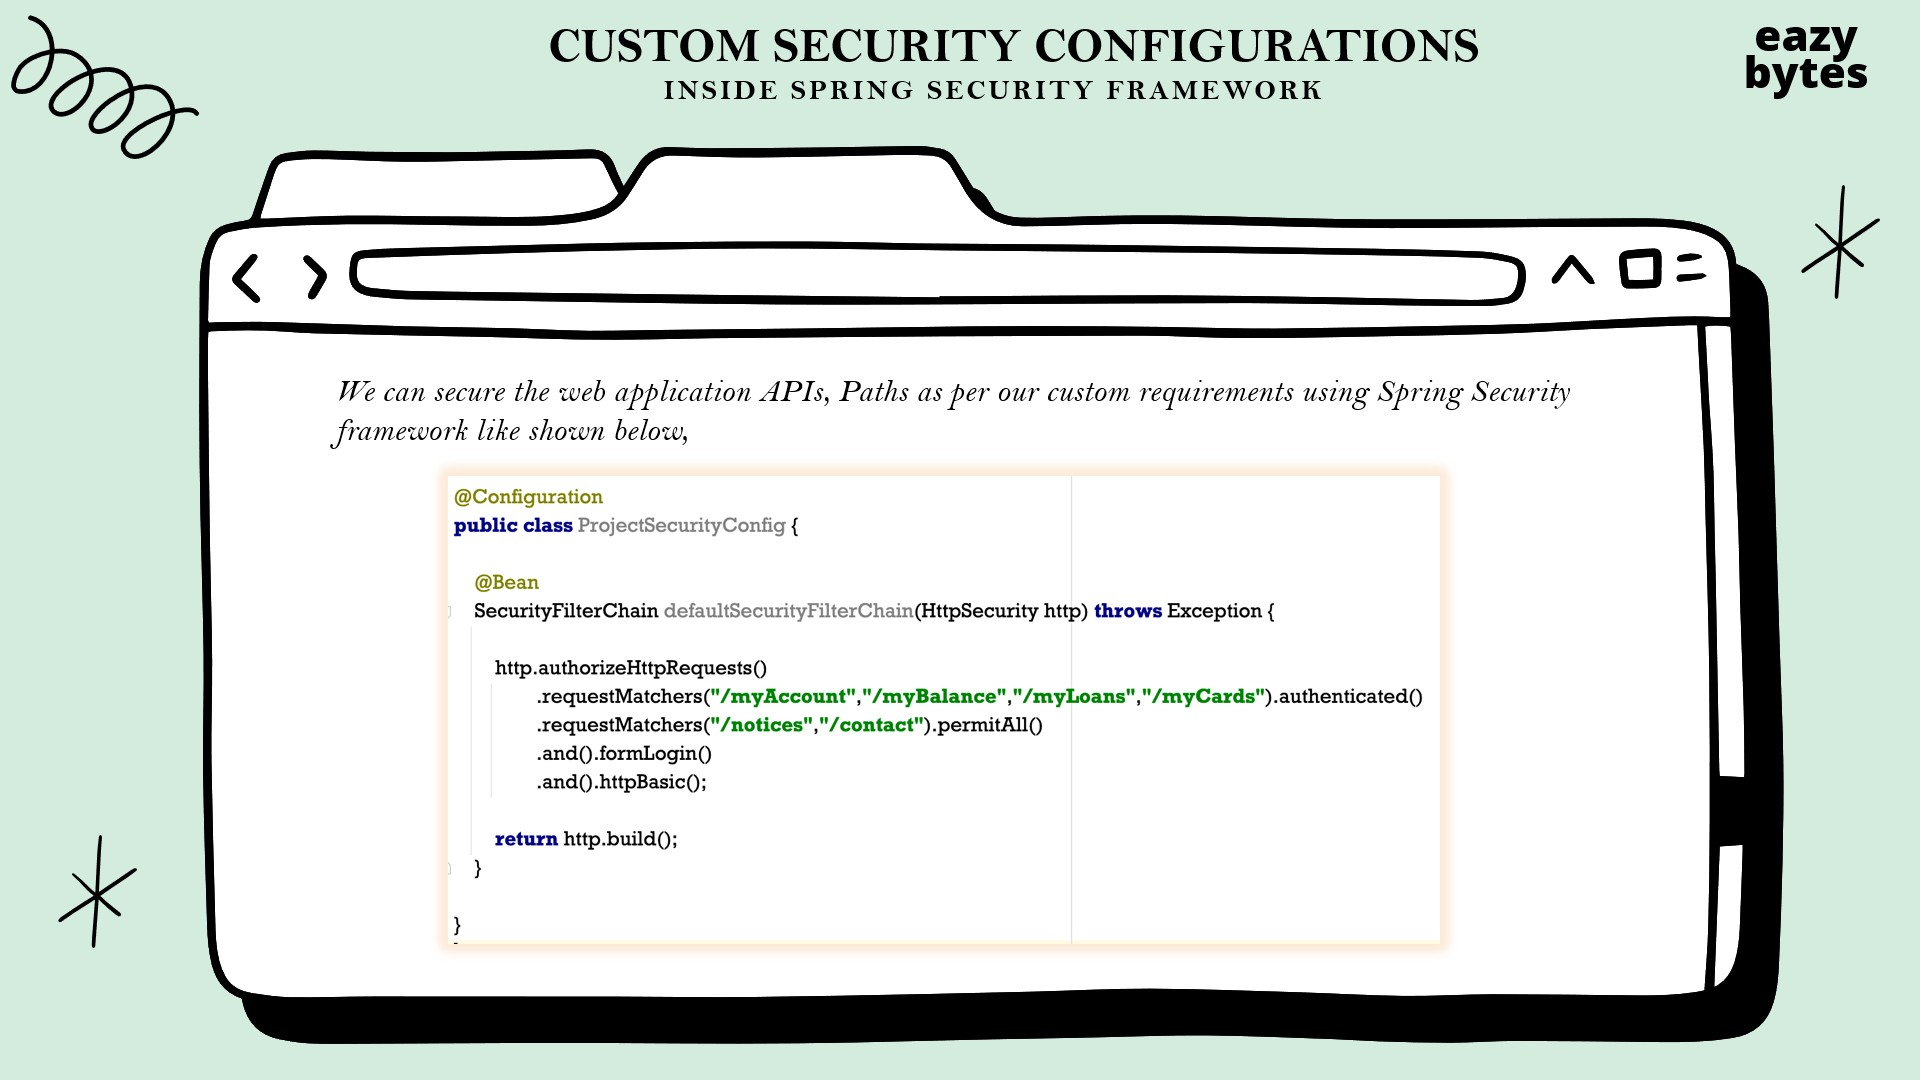 CUSTOM SECURITY CONFIGURATIONS
INSIDE SPRING SECURITY FRAMEWORK
eazy
bytes
We can secure the web application APIs, Paths as per our custom requirements using Spring Security
framework like shown below,
@Configuration
public class ProjectSecurityConfig {
@Bean
SecurityFilterChain defaultSecurityFilterChain(HttpSecurity http) throws Exception {
http.authorizeHttpRequests()
.requestMatchers("/myAccount","/myBalance","/myLoans","/myCards").authenticated()
.requestMatchers("/notices","/contact").permitAll()
.and().formLogin()
.and().httpBasic();
return http.build();
}
}